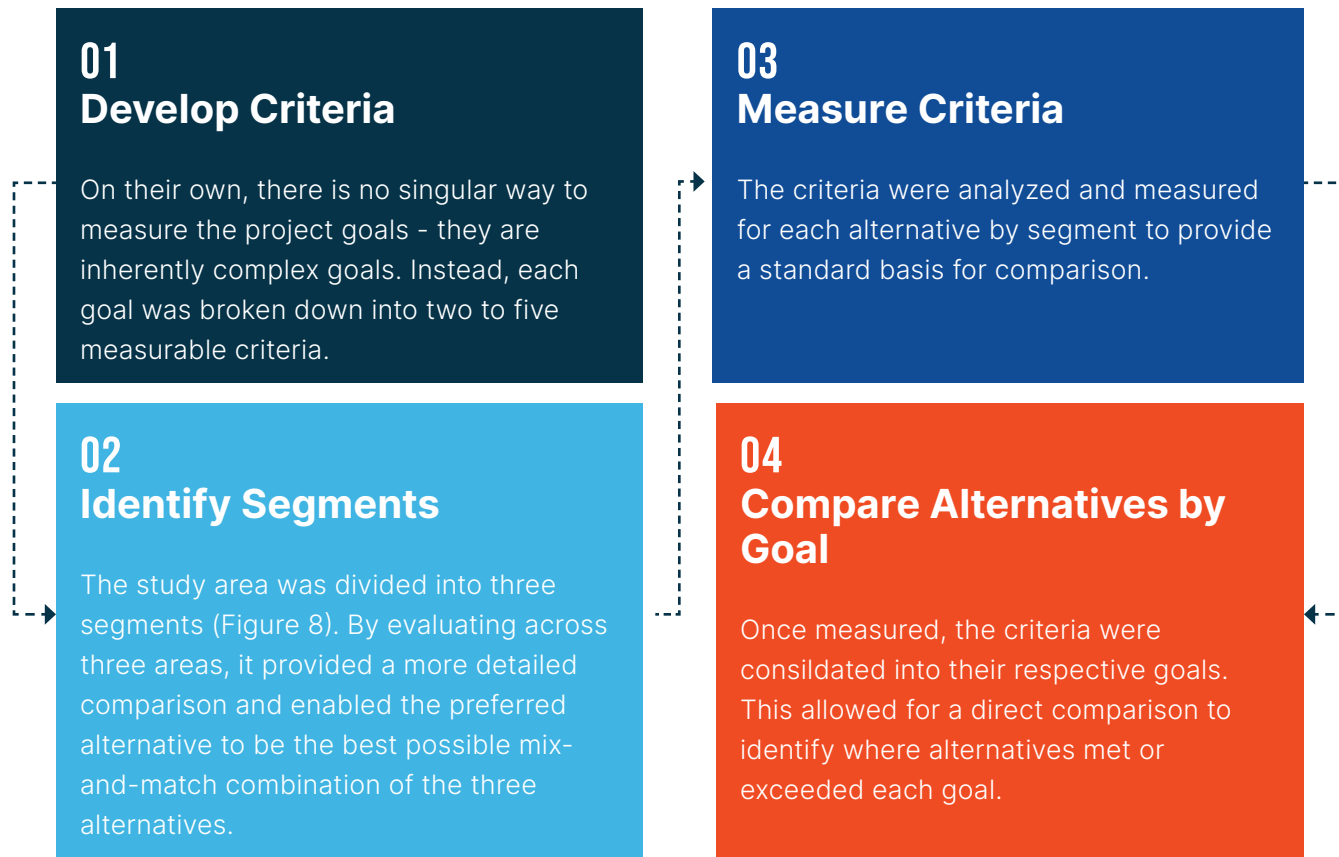 01
Develop Criteria
On their own, there is no singular way to
measure the project goals - they are
inherently complex goals. Instead, each
goal was broken down into two to five
measurable criteria.
02
Identify Segments
The study area was divided into three
segments (Figure 8). By evaluating across
three areas, it provided a more detailed
comparison and enabled the preferred
alternative to be the best possible mix-
and-match combination of the three
alternatives.
03
Measure Criteria
The criteria were analyzed and measured
for each alternative by segment to provide
a standard basis for comparison.
04
Compare Alternatives by
Goal
Once measured, the criteria were
consildated into their respective goals.
This allowed for a direct comparison to
identify where alternatives met or
exceeded each goal.